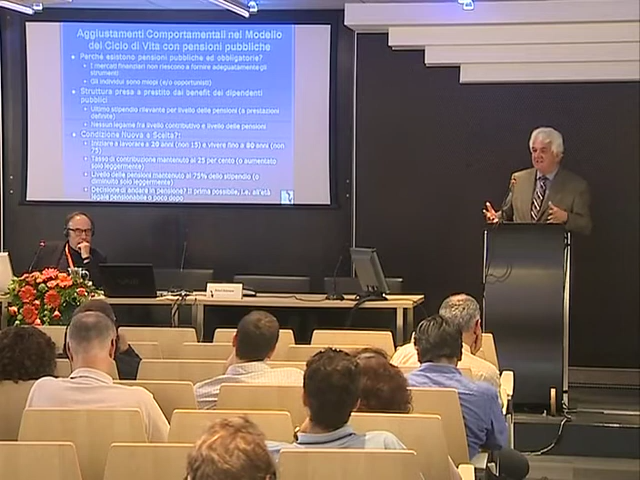 Aggiustamenti Comportamentali nel Modello
del Ciclo di Vita con pensioni pubbliche
Perché esistono pensioni pubbliche ed obbligatorie?
I mercati finanziari non riescono a fornire adeguatamente gli
strumenti
Gli individui sono miopi (e/o opportunisti)
Struttura presa a prestito dai benefit dei dipendenti
pubblici
Ultimo stipendio rilevante per livello delle pensioni (a prestazioni
definite)
Nessun legame fra livello contributivo e livello delle pensioni
Condizione Nuova e Scelta?!
Iniziare a lavorare a 20 anni (non 15) e vivere fino a 80 anni (non
75)
Tasso di contribuzione mantenuto al 25 per cento (o aumentato
solo leggermente)
Livello delle pensioni mantenuto al 75% dello stipendio (o
diminuito solo leggermente)
Decisione di andare in pensione? Il prima possibile, i.e. all'età
legale pensionabile o poco dopo